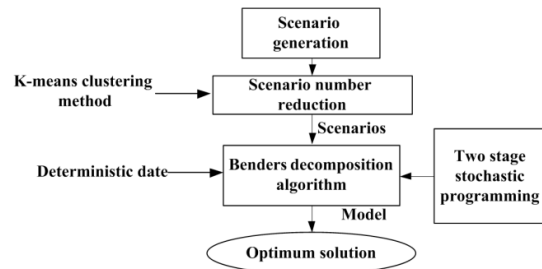 Scenario
generation
K-means clustering
method
Scenario number
reduction
Scenarios
Deterministic date
Benders decomposition
algorithm
Two stage
stochastic
programming
Model
Optimum solution